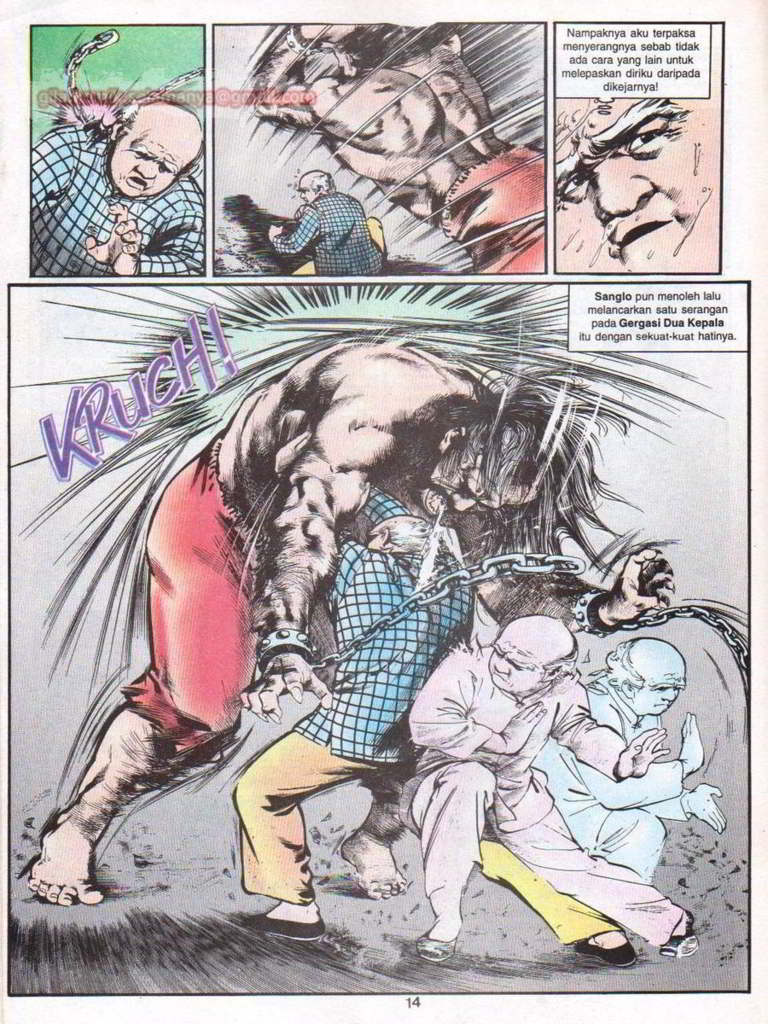 Nampaknya aku terpaksa
menyerangnya sebab tidak
ada cara yang lain untuk
melepaskan diriku daripada
dikejarnya!
Sanglo pun menoleh lalu
melancarkan satu serangan
pada Gergasi Dua Kepala
itu dengan sekuat-kuat hatinya.
KRUCH!
14